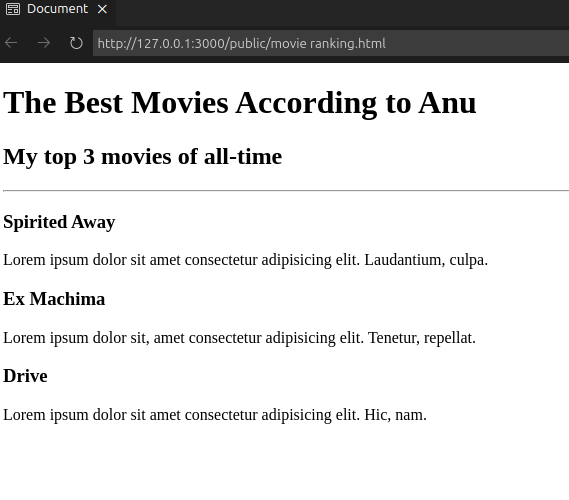 Document
http://127.0.0.1:3000/public/movie ranking.html
The Best Movies According to Anu
My top 3 movies of all-time
Spirited Away
Lorem ipsum dolor sit amet consectetur adipisicing elit. Laudantium, culpa.
Ex Machima
Lorem ipsum dolor sit, amet consectetur adipisicing elit. Tenetur, repellat.
Drive
Lorem ipsum dolor sit amet consectetur adipisicing elit. Hic, nam.